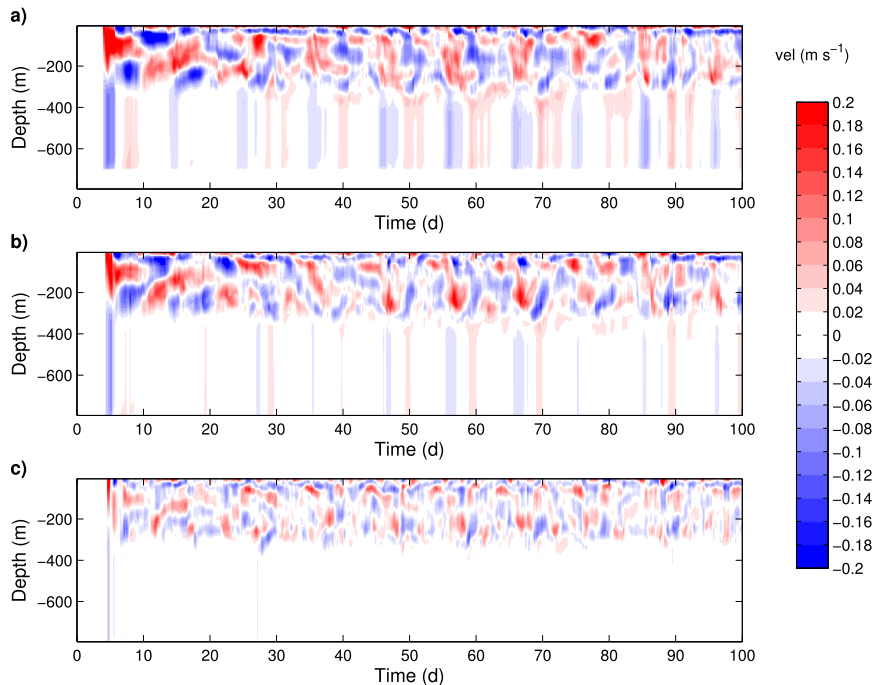 a)
vel (m s⁻¹)
Depth (m)
−200
−400
−600
0 10 20 30 40 50 60 70 80 90 100
Time (d)
b)
Depth (m)
−200
−400
−600
0 10 20 30 40 50 60 70 80 90 100
Time (d)
c)
Depth (m)
−200
−400
−600
0 10 20 30 40 50 60 70 80 90 100
Time (d)
0.2
0.18
0.16
0.14
0.12
0.1
0.08
0.06
0.04
0.02
0
−0.02
−0.04
−0.06
−0.08
−0.1
−0.12
−0.14
−0.16
−0.18
−0.2